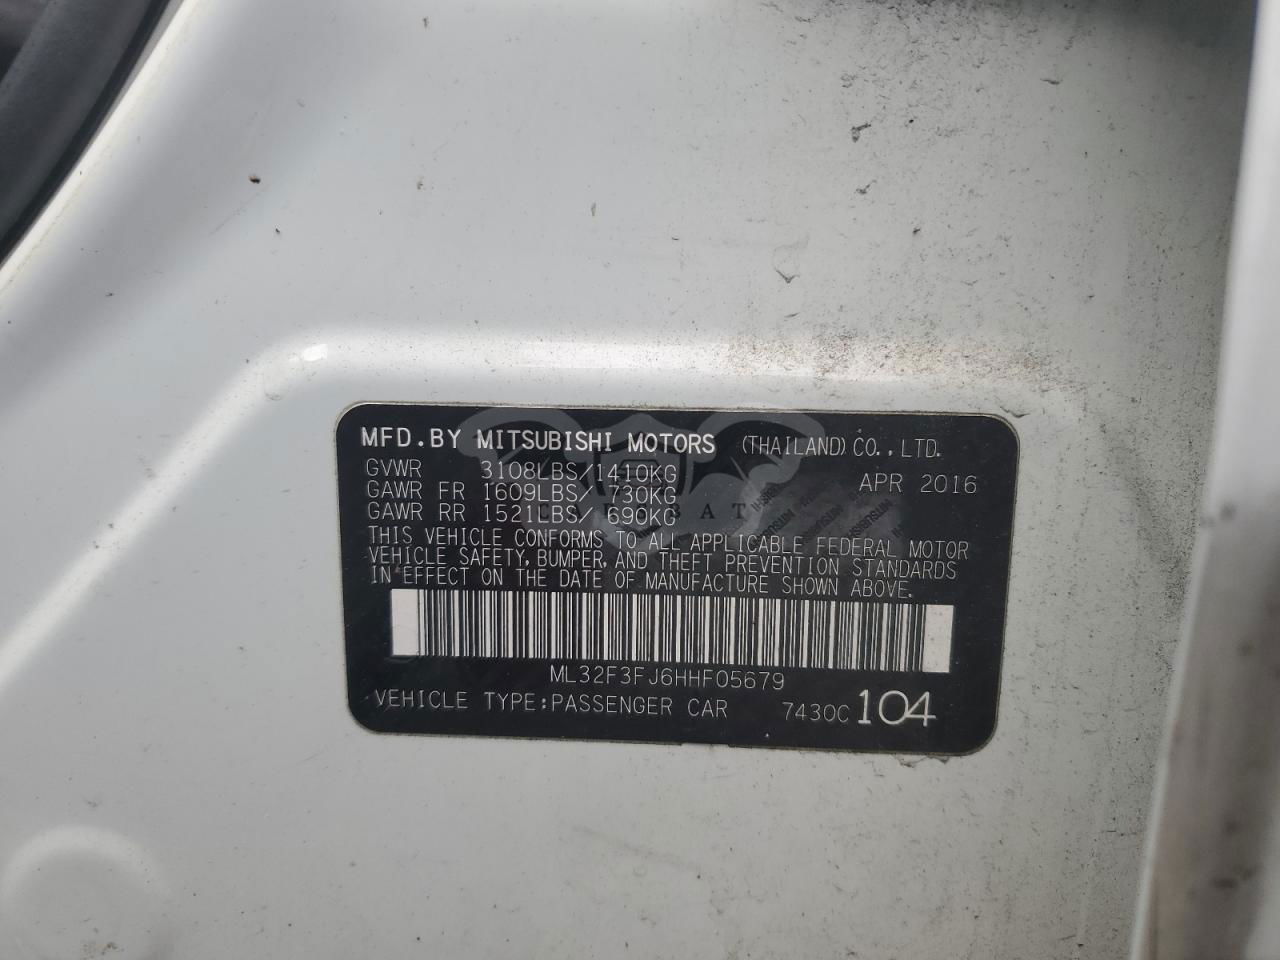 MFD.BY MITSUBISHI MOTORS (THAILAND) CO., LTD.
GVWR 3108LBS/1410KG APR 2016
GAWR FR 1609LBS/ 730KG
GAWR RR 1521LBS/ 690KG
THIS VEHICLE CONFORMS TO ALL APPLICABLE FEDERAL MOTOR
VEHICLE SAFETY, BUMPER, AND THEFT PREVENTION STANDARDS
IN EFFECT ON THE DATE OF MANUFACTURE SHOWN ABOVE.
ML32F3FJ6HHF05679
VEHICLE TYPE:PASSENGER CAR 7430C 104